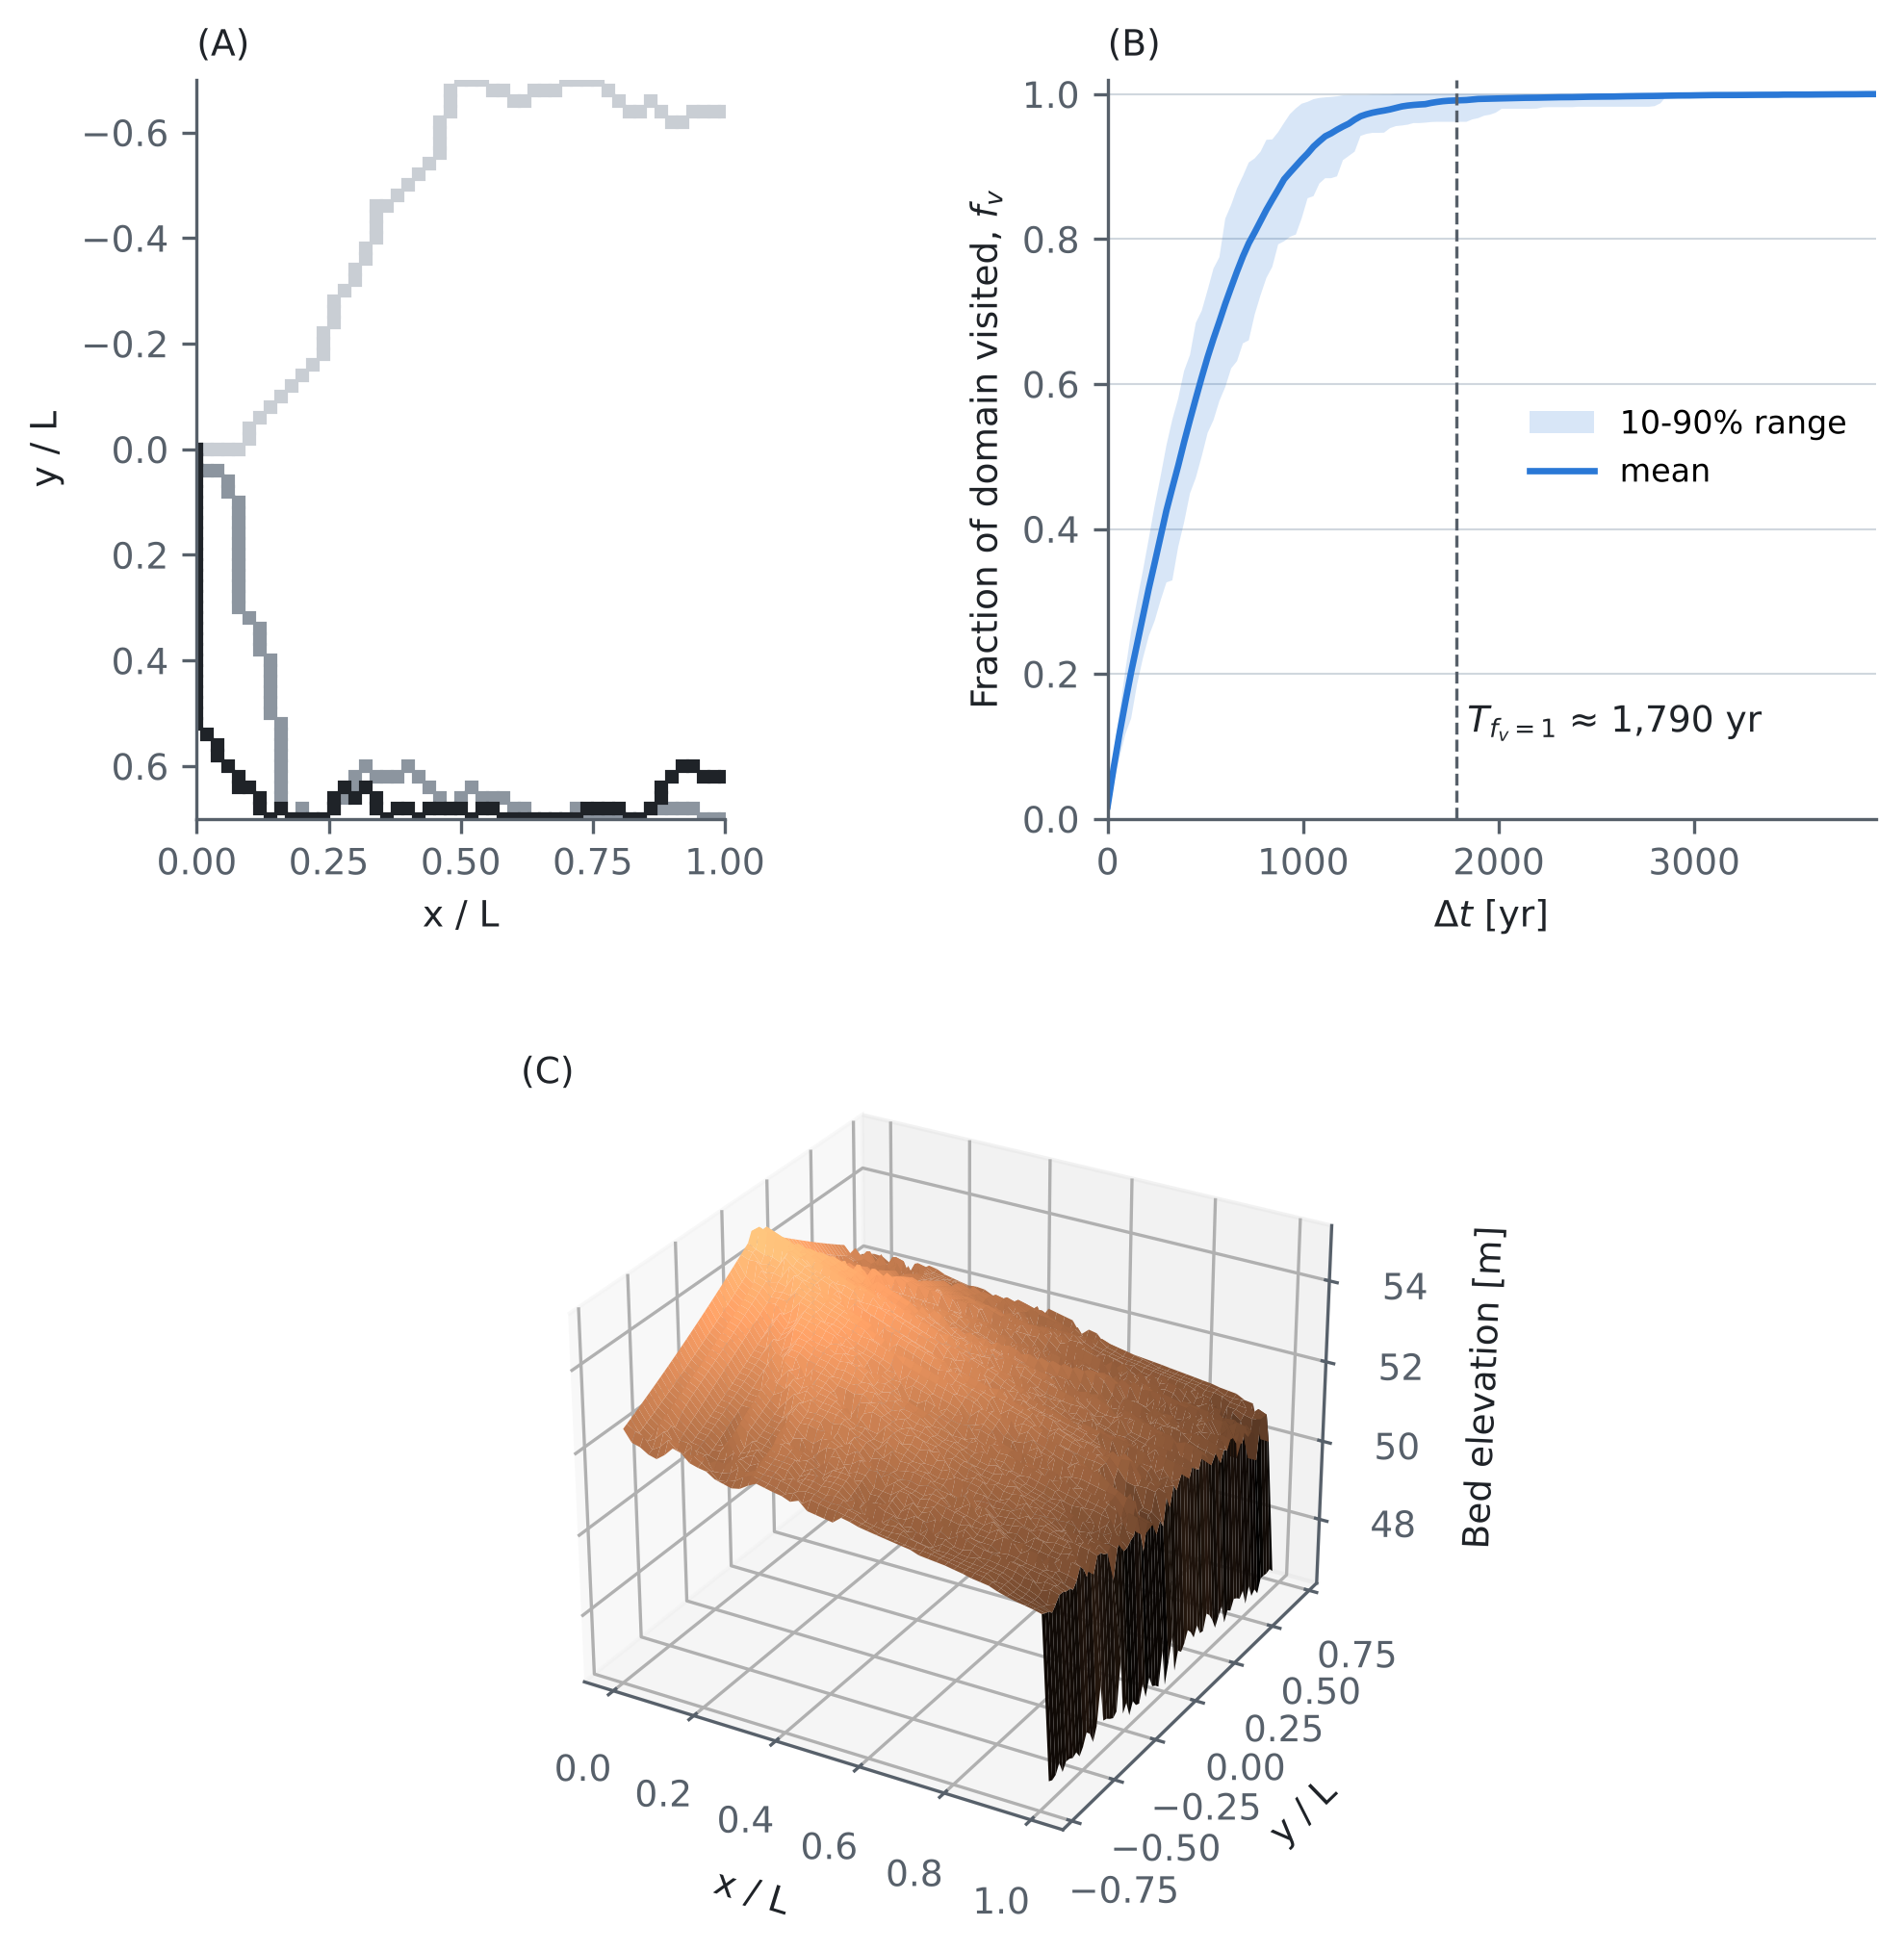 (A)
−0.6
−0.4
−0.2
0.0
0.2
0.4
0.6
y / L
0.00 0.25 0.50 0.75 1.00
x / L
(B)
1.0
0.8
0.6
0.4
0.2
0.0
Fraction of domain visited, fᵥ
10-90% range
mean
T_{fᵥ = 1} ≈ 1,790 yr
0 1000 2000 3000
Δt [yr]
(C)
54
52
50
48
Bed elevation [m]
0.75
0.50
0.25
0.00
−0.25
−0.50
−0.75
y / L
0.0 0.2 0.4 0.6 0.8 1.0
x / L